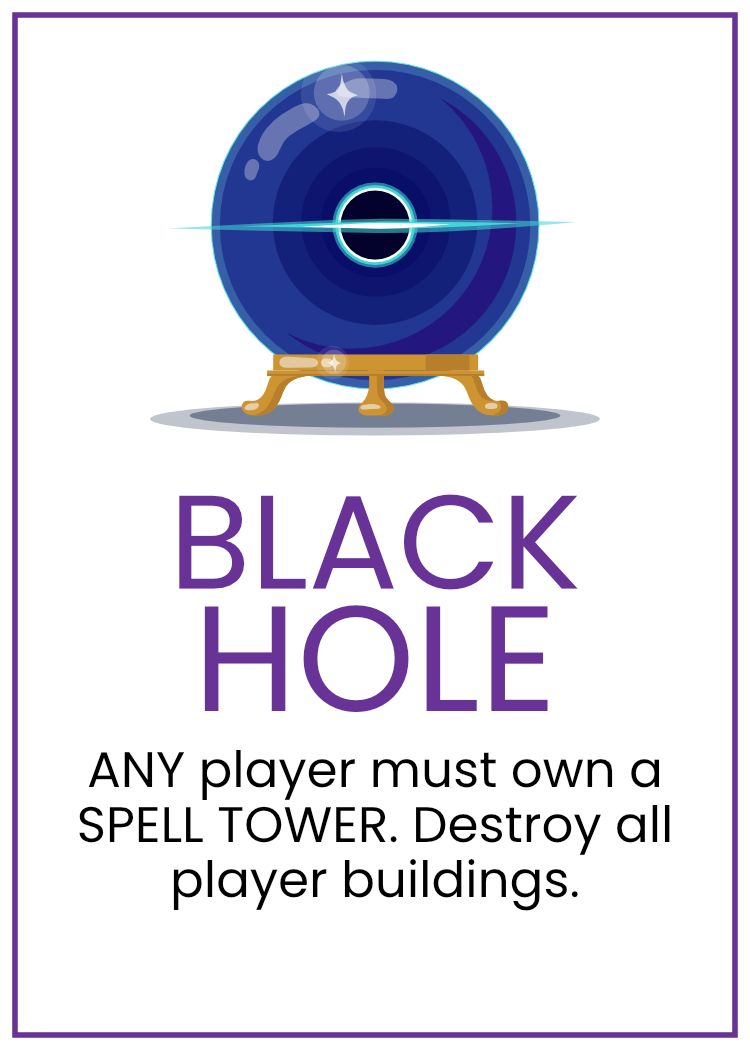 BLACK
HOLE
ANY player must own a
SPELL TOWER. Destroy all
player buildings.